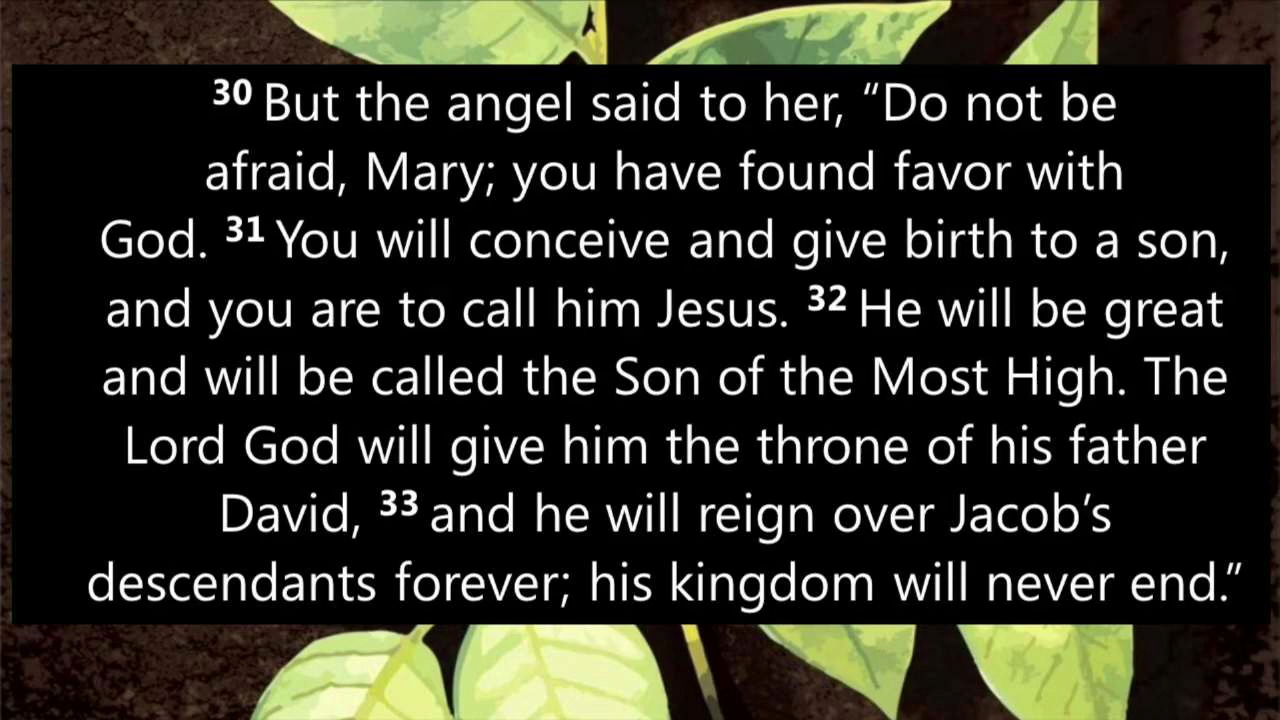 30 But the angel said to her, “Do not be
afraid, Mary; you have found favor with
God. 31 You will conceive and give birth to a son,
and you are to call him Jesus. 32 He will be great
and will be called the Son of the Most High. The
Lord God will give him the throne of his father
David, 33 and he will reign over Jacob’s
descendants forever; his kingdom will never end.”